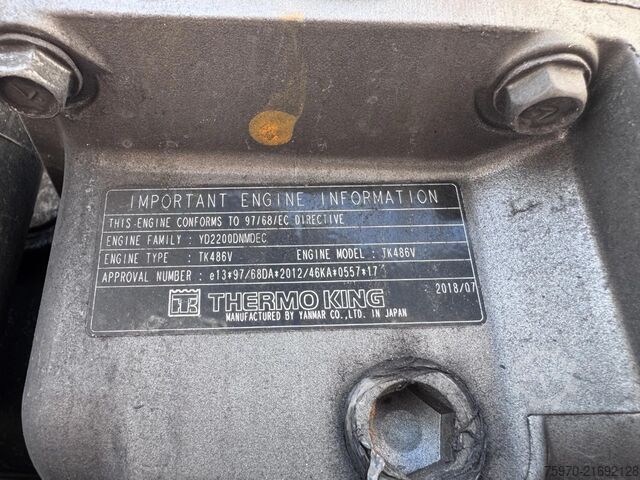 IMPORTANT ENGINE INFORMATION
THIS ENGINE CONFORMS TO 97/68/EC DIRECTIVE
ENGINE FAMILY : YD2200DNMDEC
ENGINE TYPE : TK486V ENGINE MODEL : TK486V
APPROVAL NUMBER : e13*97/68DA*2012/46KA*0557*17
TK THERMO KING 2018/07
MANUFACTURED BY YANMAR CO.,LTD. IN JAPAN
75970-21692128